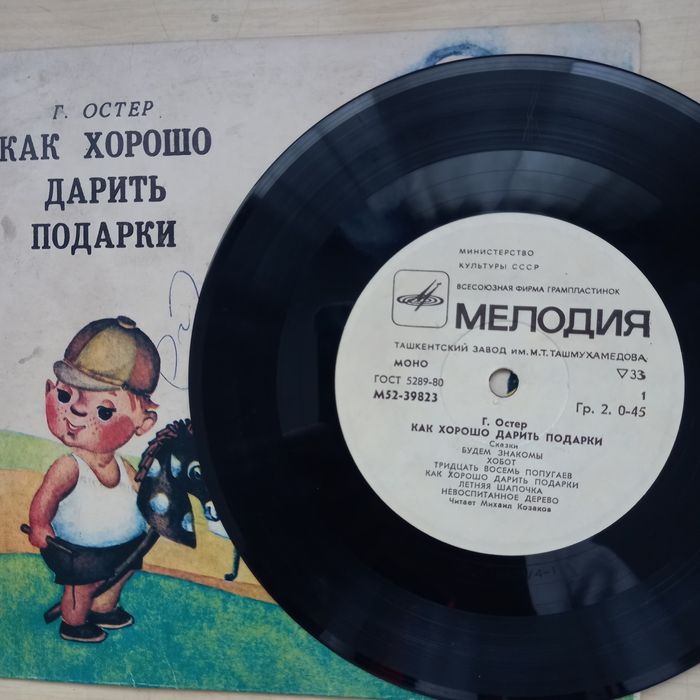 Г. ОСТЕР
КАК ХОРОШО
ДАРИТЬ
ПОДАРКИ
МИНИСТЕРСТВО
КУЛЬТУРЫ СССР
ВСЕСОЮЗНАЯ ФИРМА ГРАМПЛАСТИНОК
МЕЛОДИЯ
ТАШКЕНТСКИЙ ЗАВОД ИМ. М.Т. ТАШМУХАМЕДОВА
МОНО
ГОСТ 5289-80
М52-39823
▽33
1
Гр. 2. 0-45
Г. Остер
КАК ХОРОШО ДАРИТЬ ПОДАРКИ
Сказки
БУДЕМ ЗНАКОМЫ
ХОБОТ
ТРИДЦАТЬ ВОСЕМЬ ПОПУГАЕВ
КАК ХОРОШО ДАРИТЬ ПОДАРКИ
ЛЕТНЯЯ ШАПОЧКА
НЕВОСПИТАННОЕ ДЕРЕВО
Читает Михаил Козаков